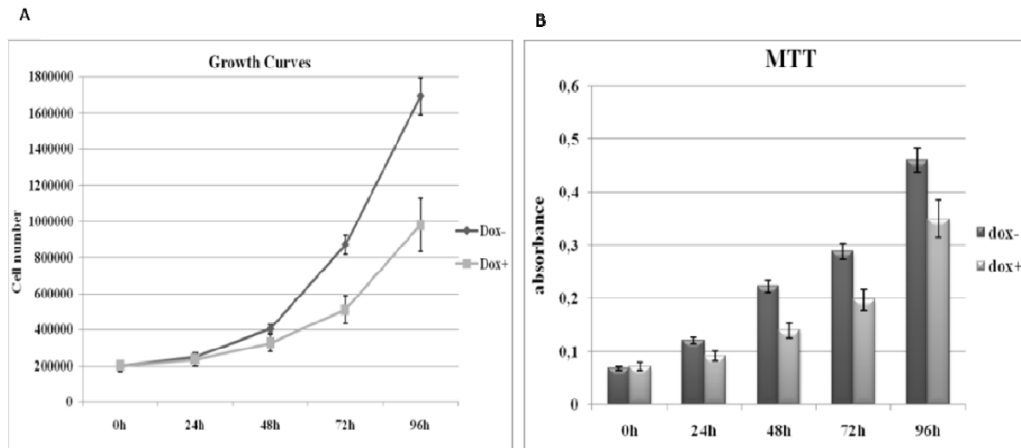 A
B
Growth Curves
Cell number
1800000
1600000
1400000
1200000
1000000
800000
600000
400000
200000
0
0h 24h 48h 72h 96h
Dox-
Dox+
MTT
absorbance
0,6
0,5
0,4
0,3
0,2
0,1
0
0h 24h 48h 72h 96h
dox-
dox+